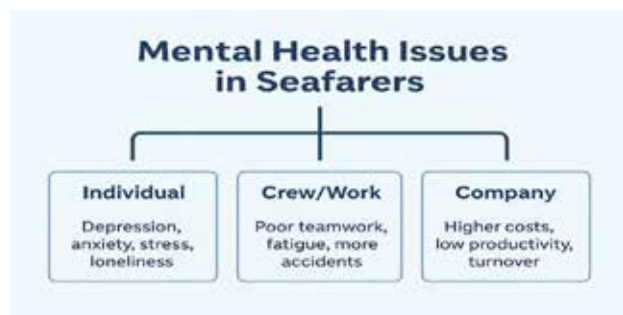 Mental Health Issues
in Seafarers
Individual
Depression,
anxiety, stress,
loneliness
Crew/Work
Poor teamwork,
fatigue, more
accidents
Company
Higher costs,
low productivity,
turnover